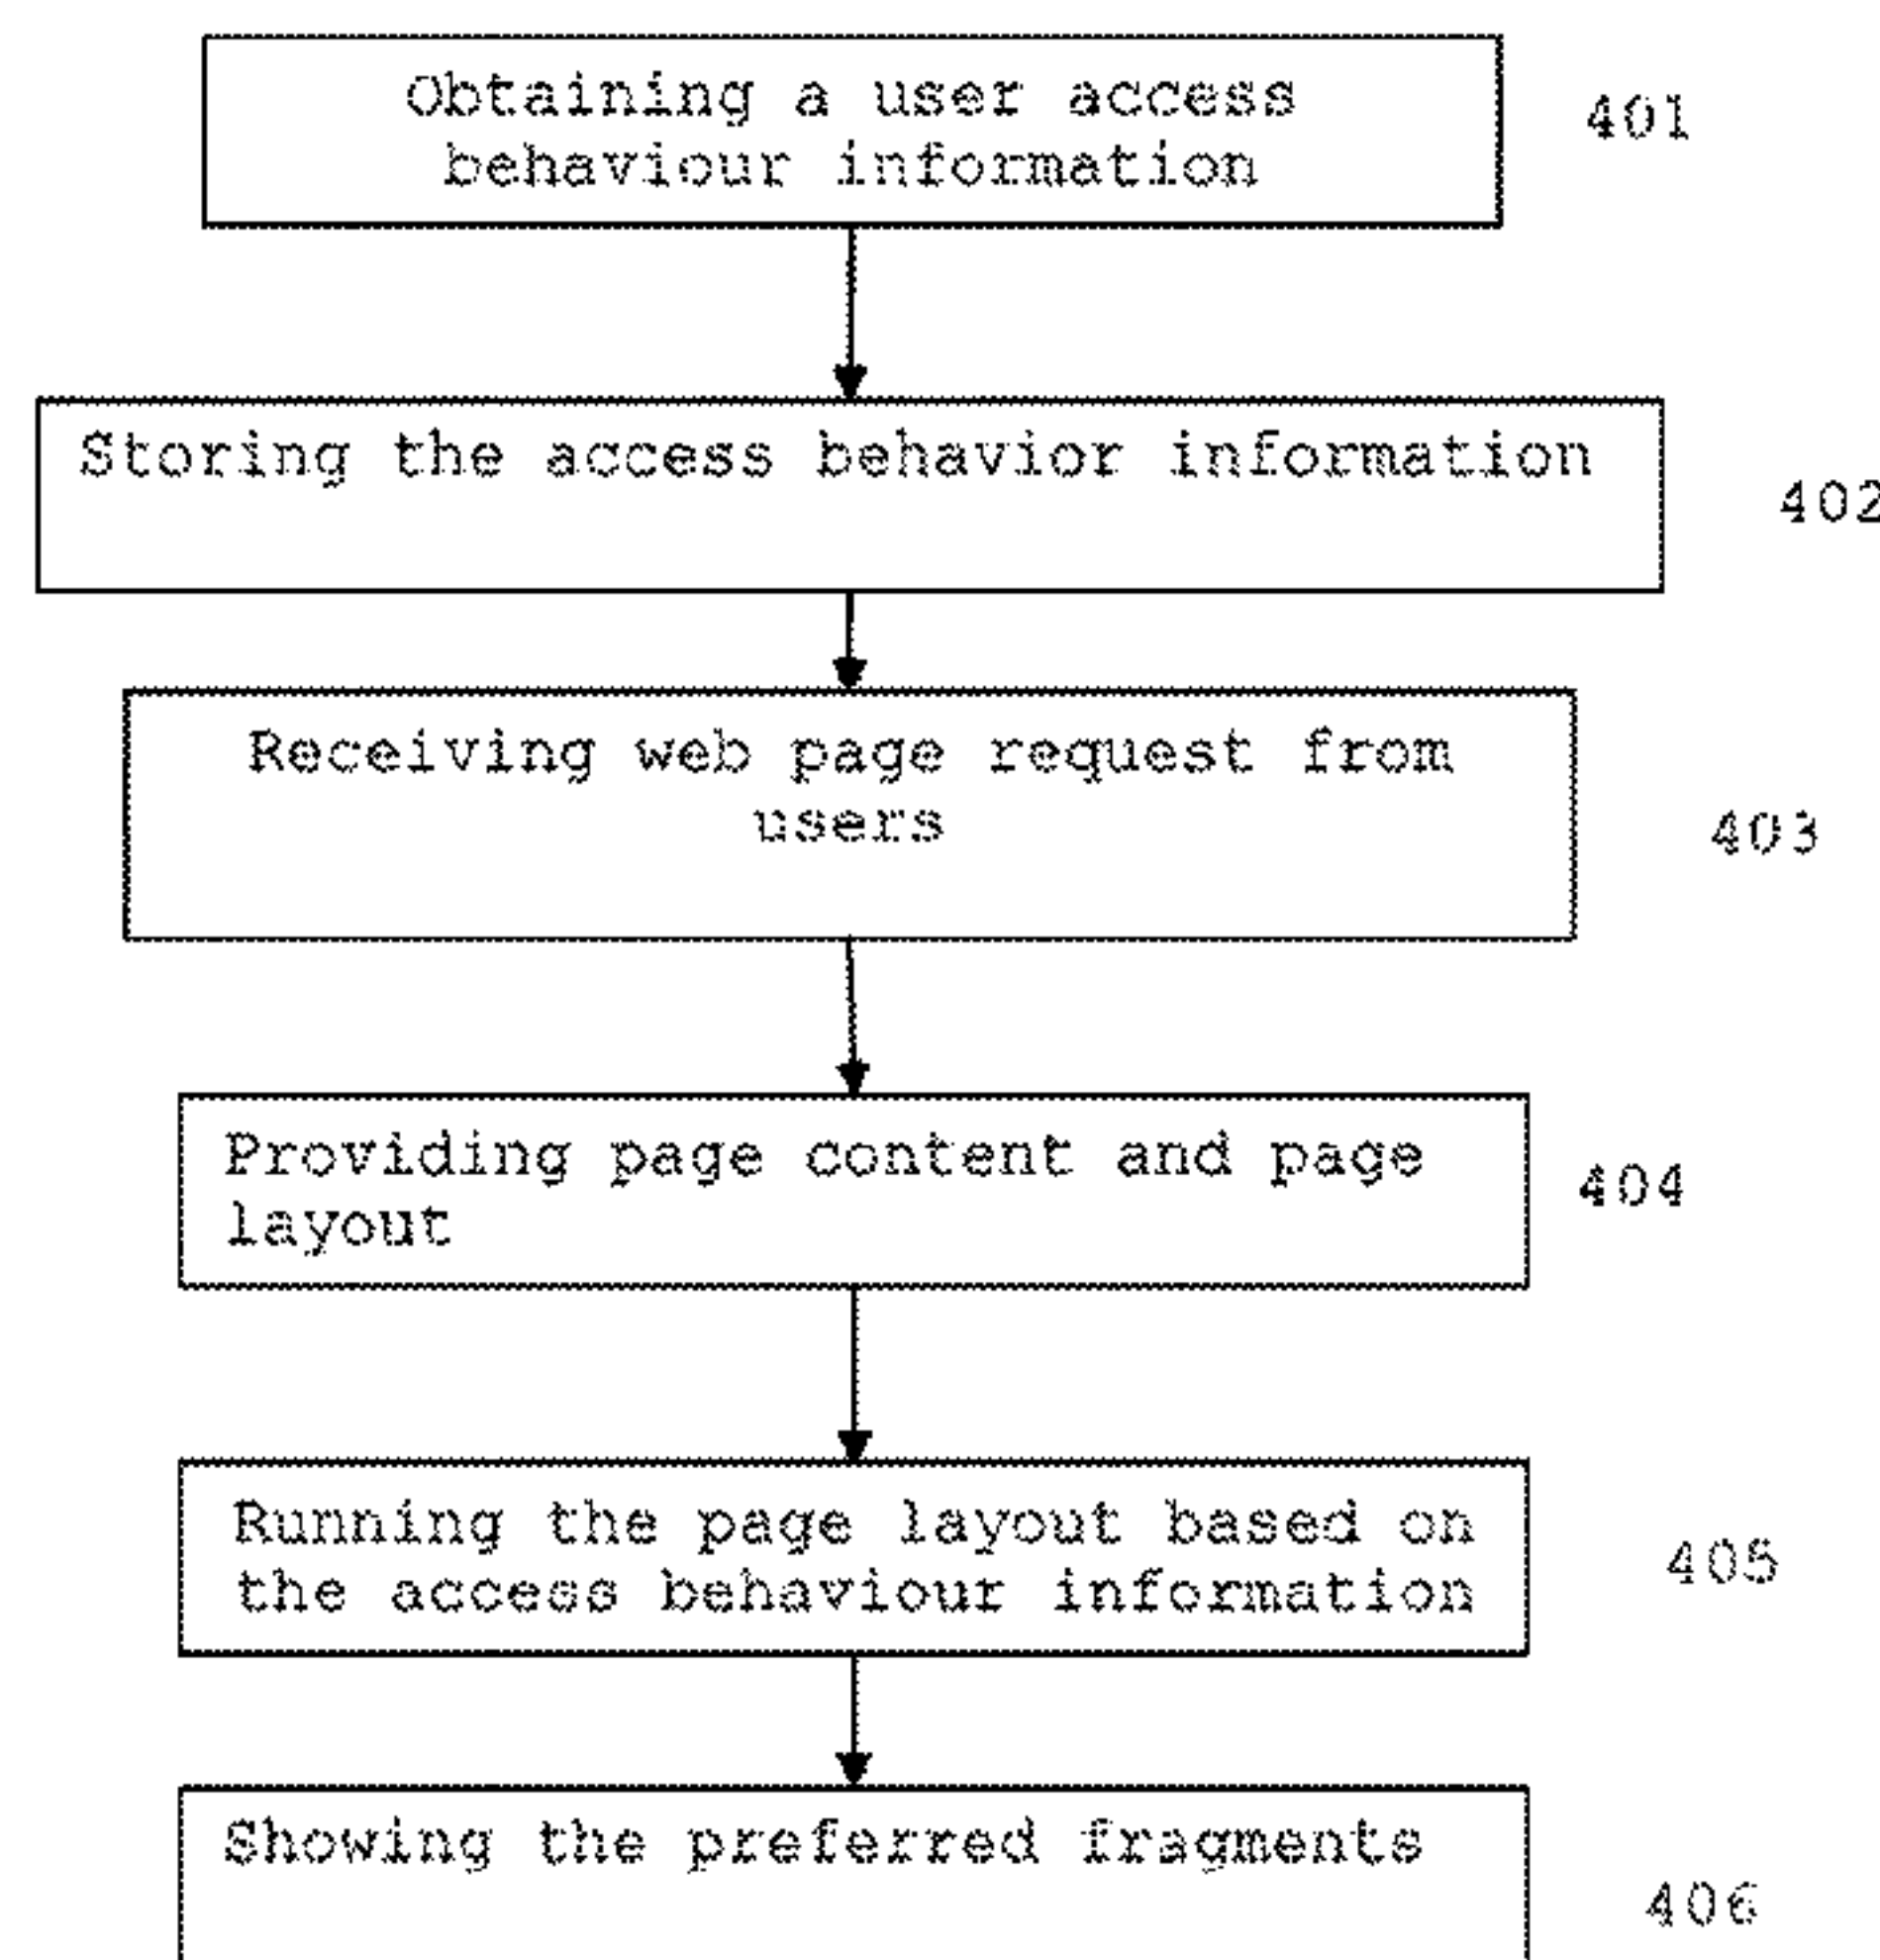 Obtaining a user access
behaviour information
401
Storing the access behavior information
402
Receiving web page request from
users
403
Providing page content and page
layout
404
Running the page layout based on
the access behaviour information
405
Showing the preferred fragments
406